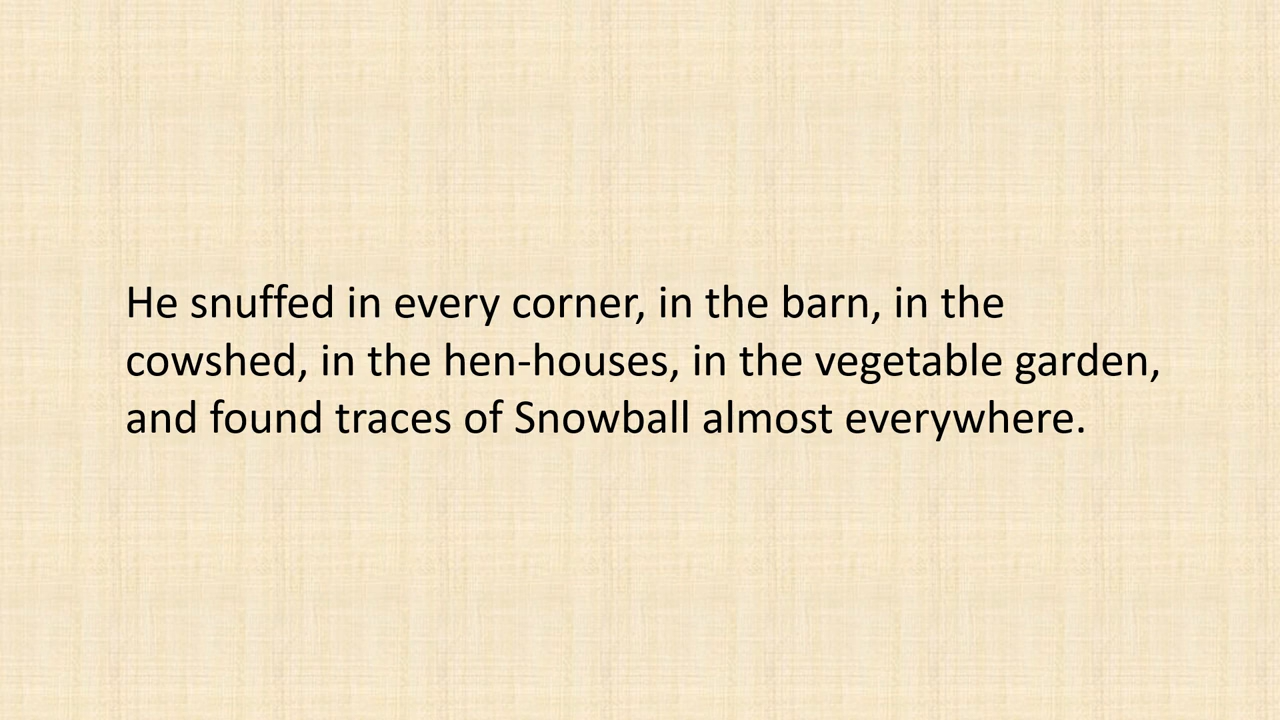 He snuffed in every corner, in the barn, in the
cowshed, in the hen-houses, in the vegetable garden,
and found traces of Snowball almost everywhere.